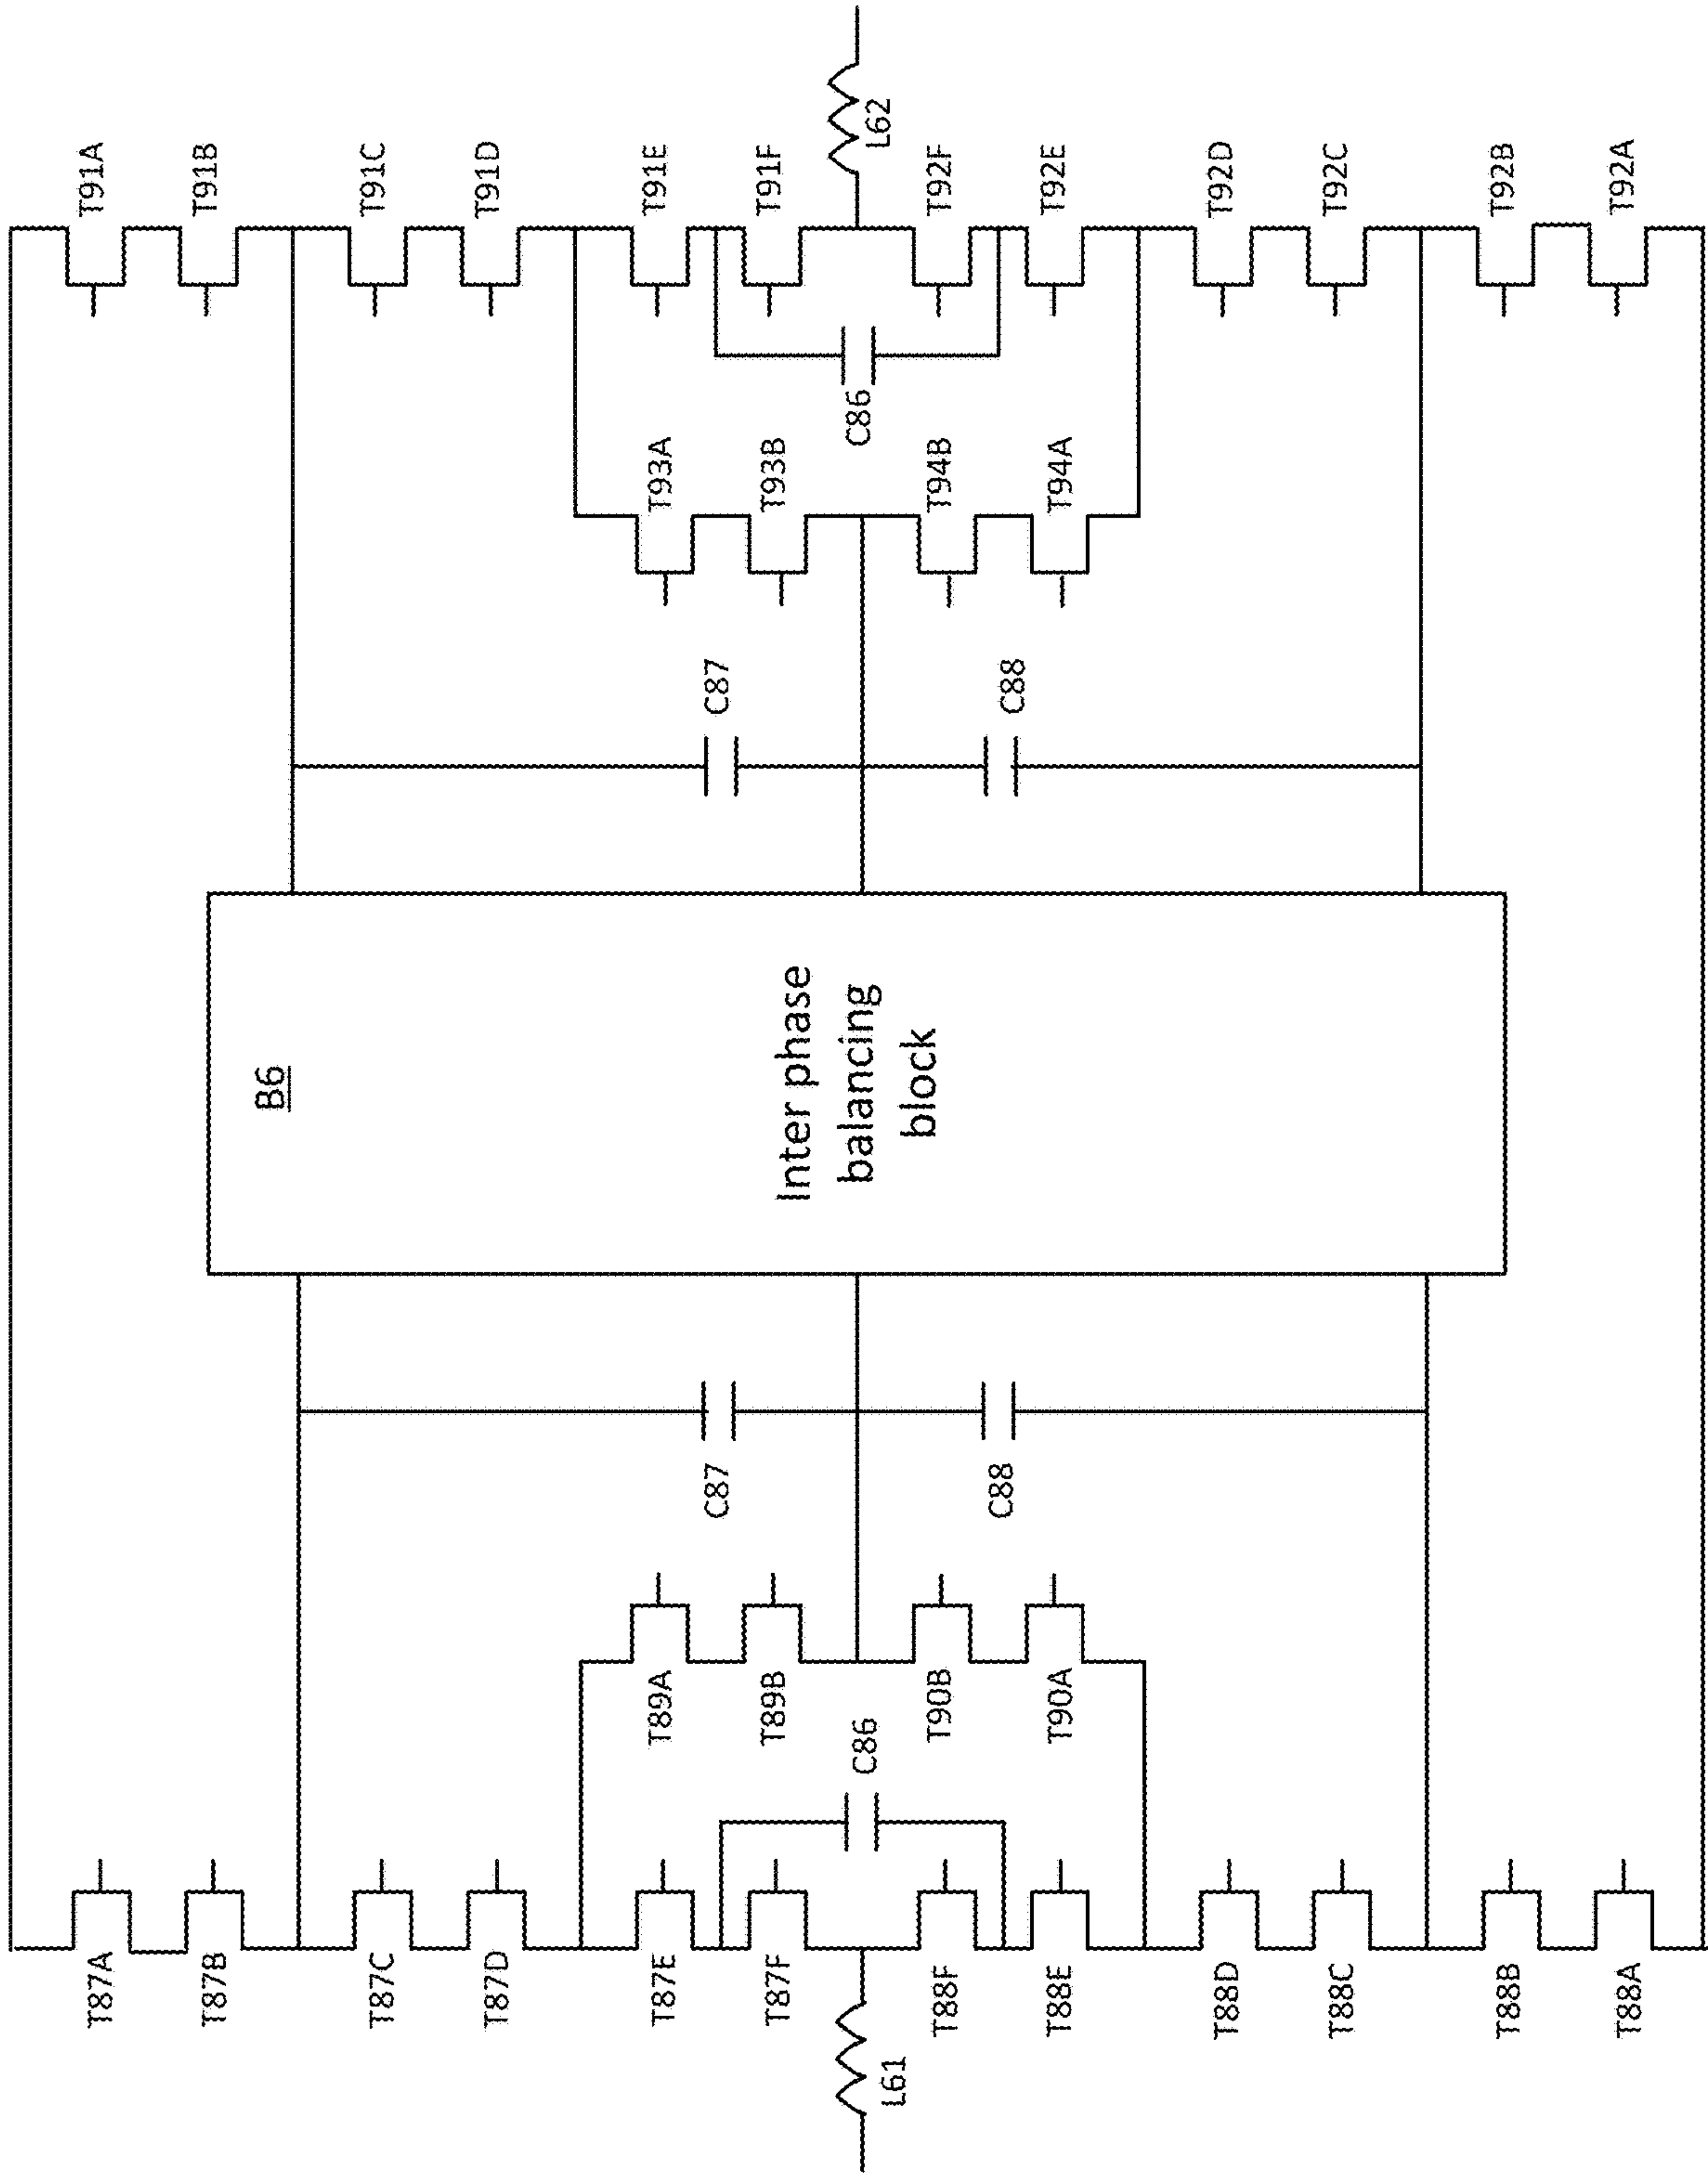 T91A
T91B
T91C
T91D
T91E
T91F
T92F
T92E
T92D
T92C
T92B
T92A
L62
C86
T93A
T93B
T94B
T94A
C87
C88
B6
Inter phase
balancing
block
C87
C88
T89A
T89B
T90B
T90A
C86
T87A
T87B
T87C
T87D
T87E
T87F
T88F
T88E
T88D
T88C
T88B
T88A
L61